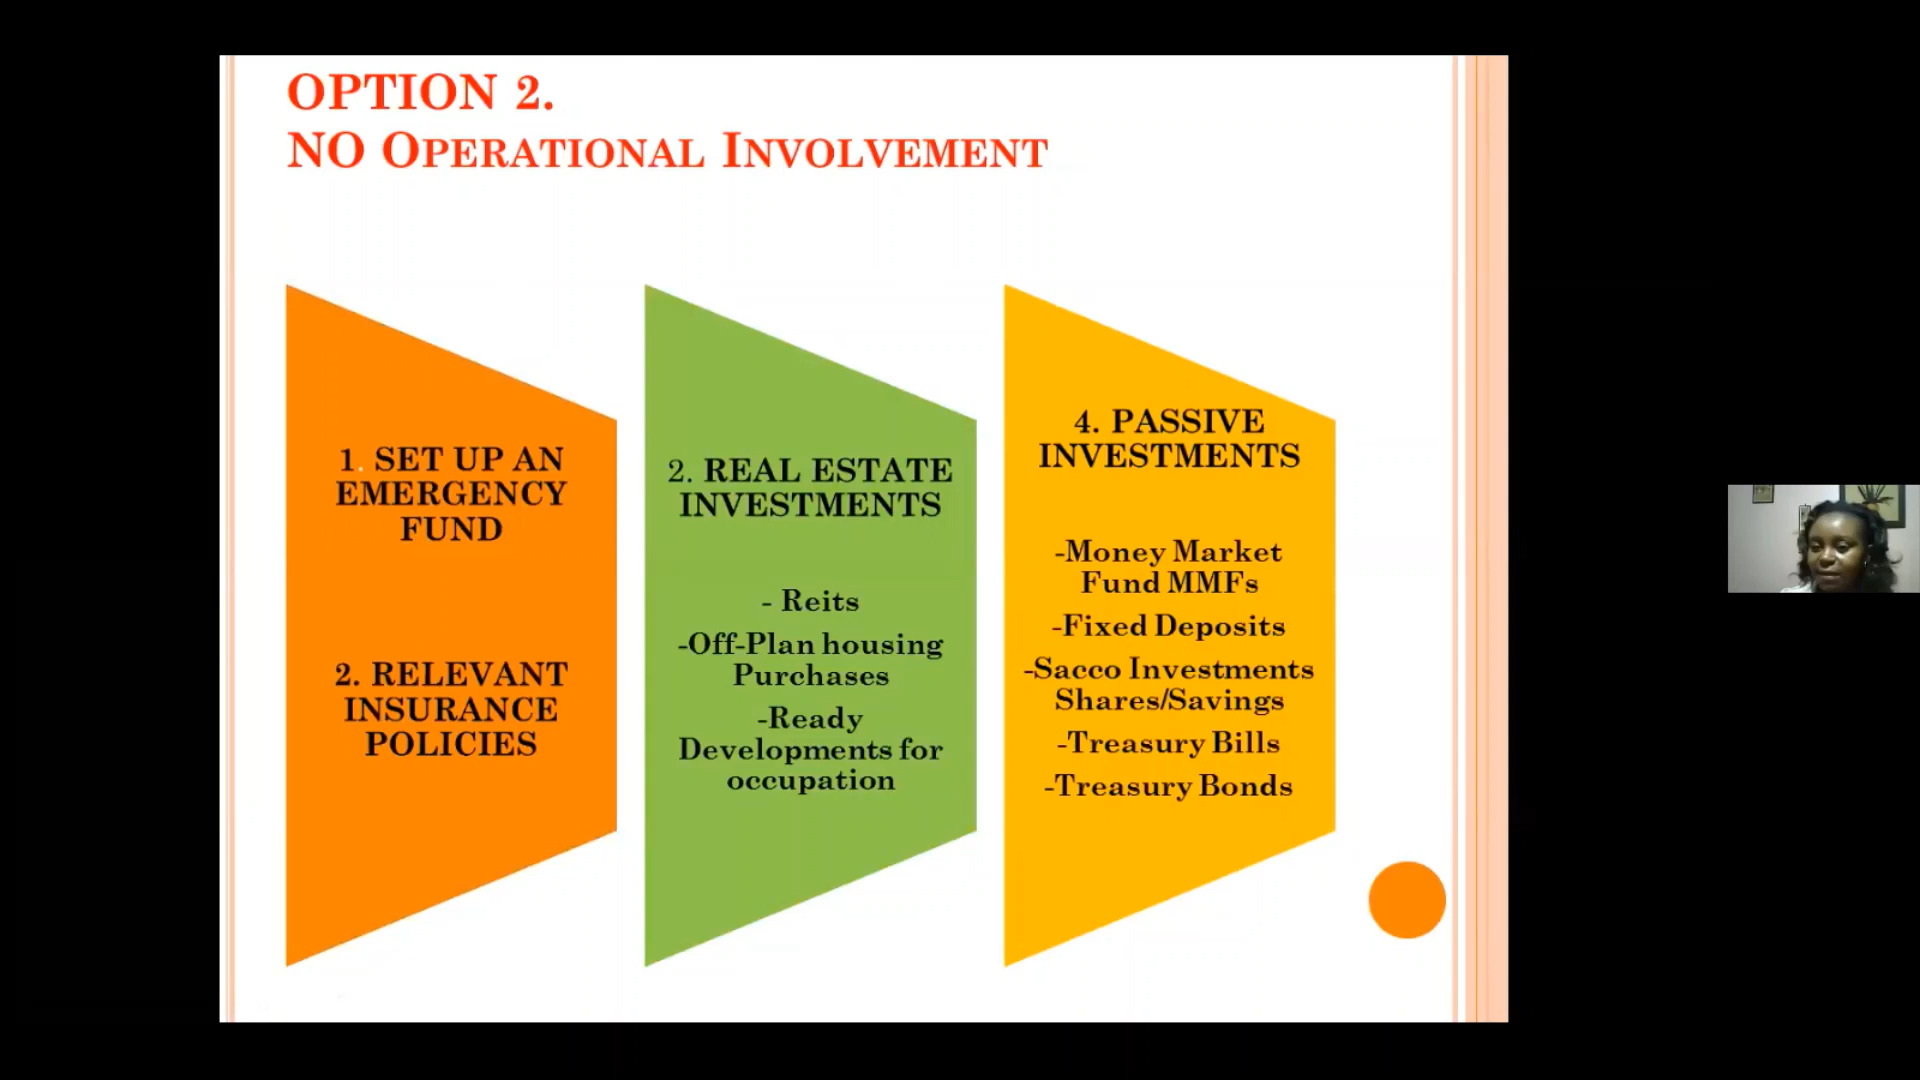 OPTION 2.
NO OPERATIONAL INVOLVEMENT
1. SET UP AN
EMERGENCY
FUND
2. RELEVANT
INSURANCE
POLICIES
2. REAL ESTATE
INVESTMENTS
- Reits
-Off-Plan housing
Purchases
-Ready
Developments for
occupation
4. PASSIVE
INVESTMENTS
-Money Market
Fund MMFs
-Fixed Deposits
-Sacco Investments
Shares/Savings
-Treasury Bills
-Treasury Bonds